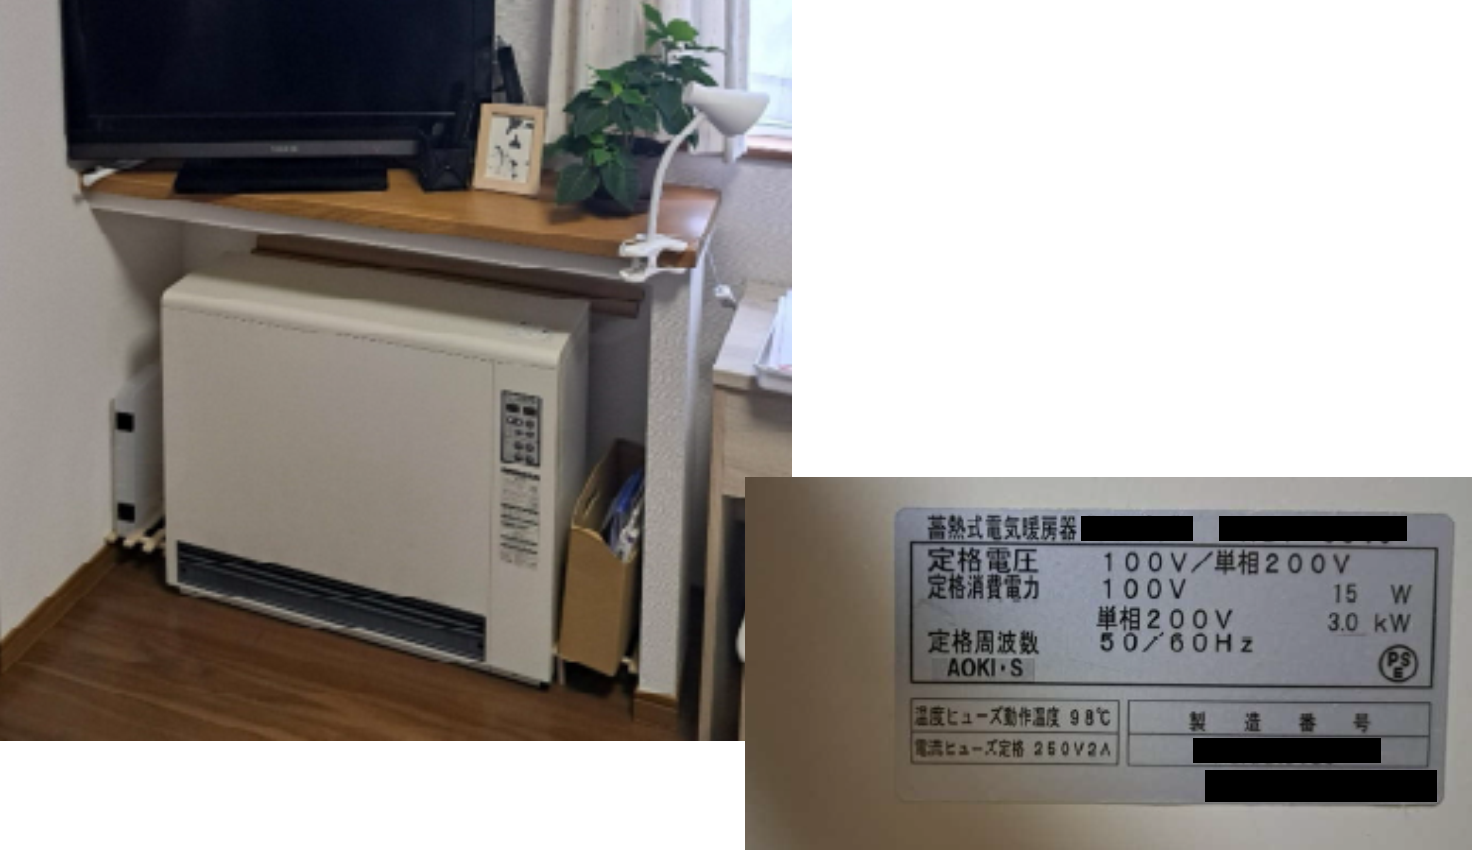 蓄熱式電気暖房器
定格電圧 100V/単相200V
定格消費電力 100V 15 W
単相200V 3.0 kW
定格周波数 50/60Hz
AOKI・S
PS
E
温度ヒューズ動作温度 98℃
電流ヒューズ定格 250V2A
製造番号